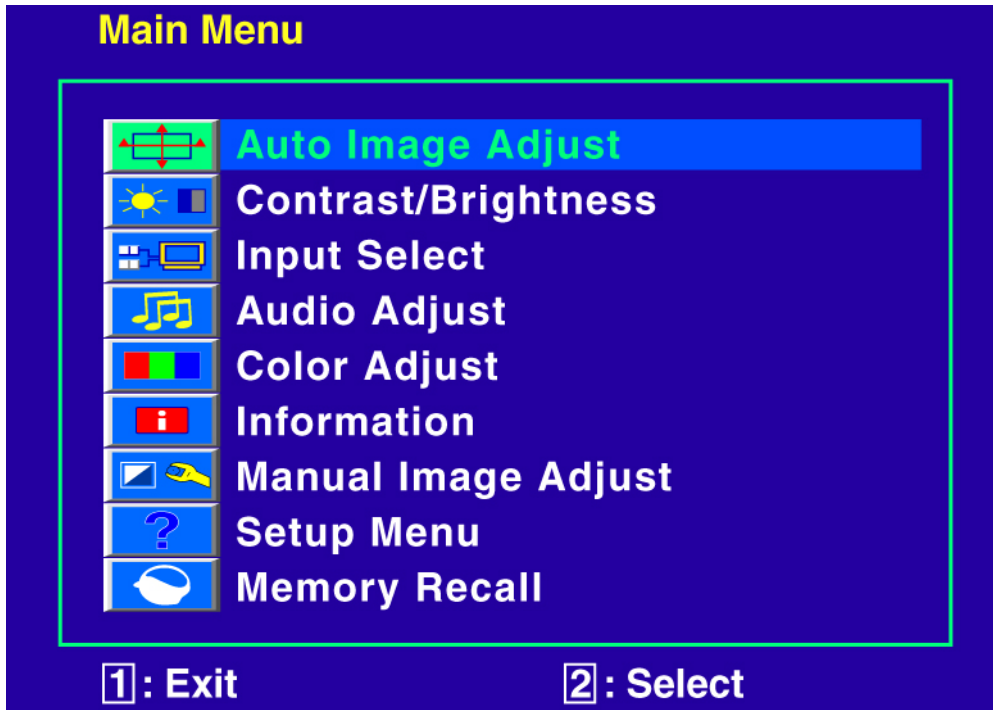 Main Menu
Auto Image Adjust
Contrast/Brightness
Input Select
Audio Adjust
Color Adjust
i Information
Manual Image Adjust
? Setup Menu
Memory Recall
1: Exit 2: Select